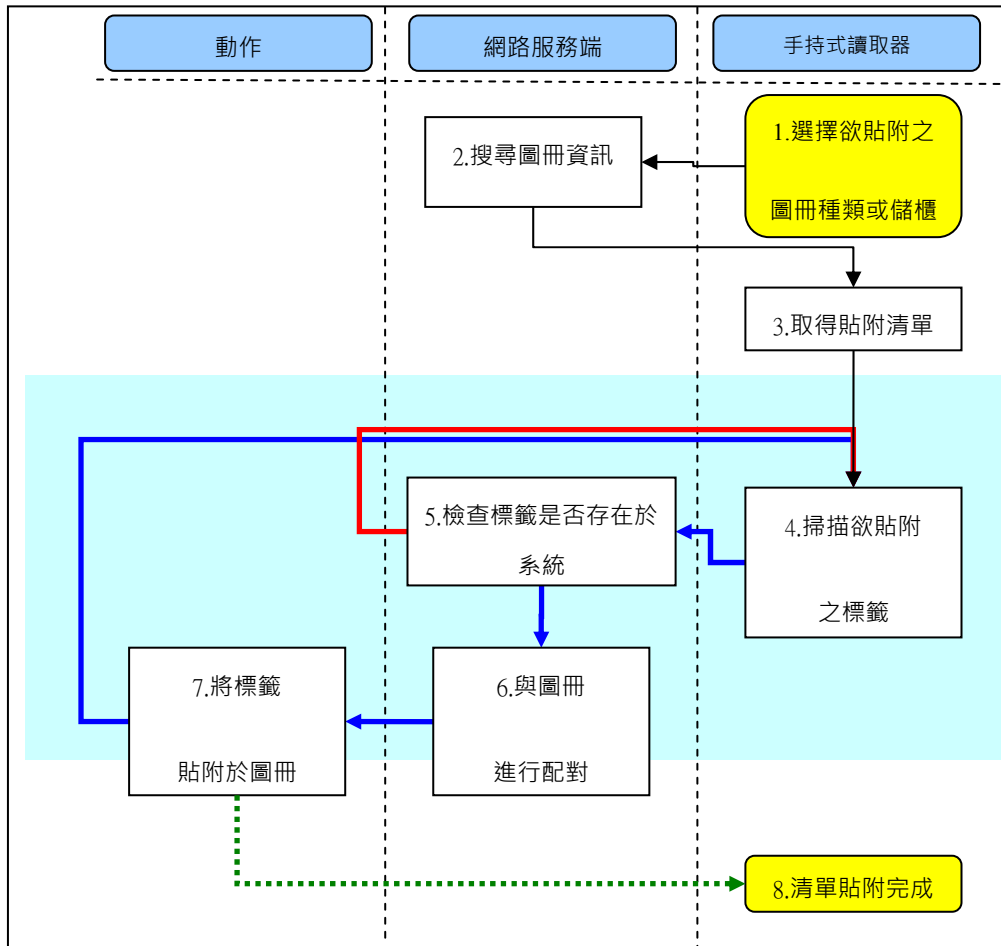 動作
網路服務端
手持式讀取器
1.選擇欲貼附之
圖冊種類或儲櫃
2.搜尋圖冊資訊
3.取得貼附清單
4.掃描欲貼附
之標籤
5.檢查標籤是否存在於
系統
6.與圖冊
進行配對
7.將標籤
貼附於圖冊
8.清單貼附完成